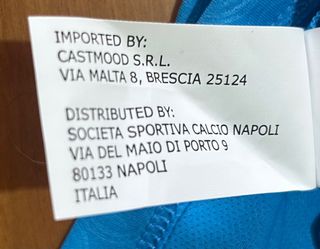 IMPORTED BY:
CASTMOOD S.R.L.
VIA MALTA 8, BRESCIA 25124
DISTRIBUTED BY:
SOCIETA SPORTIVA CALCIO NAPOLI
VIA DEL MAIO DI PORTO 9
80133 NAPOLI
ITALIA